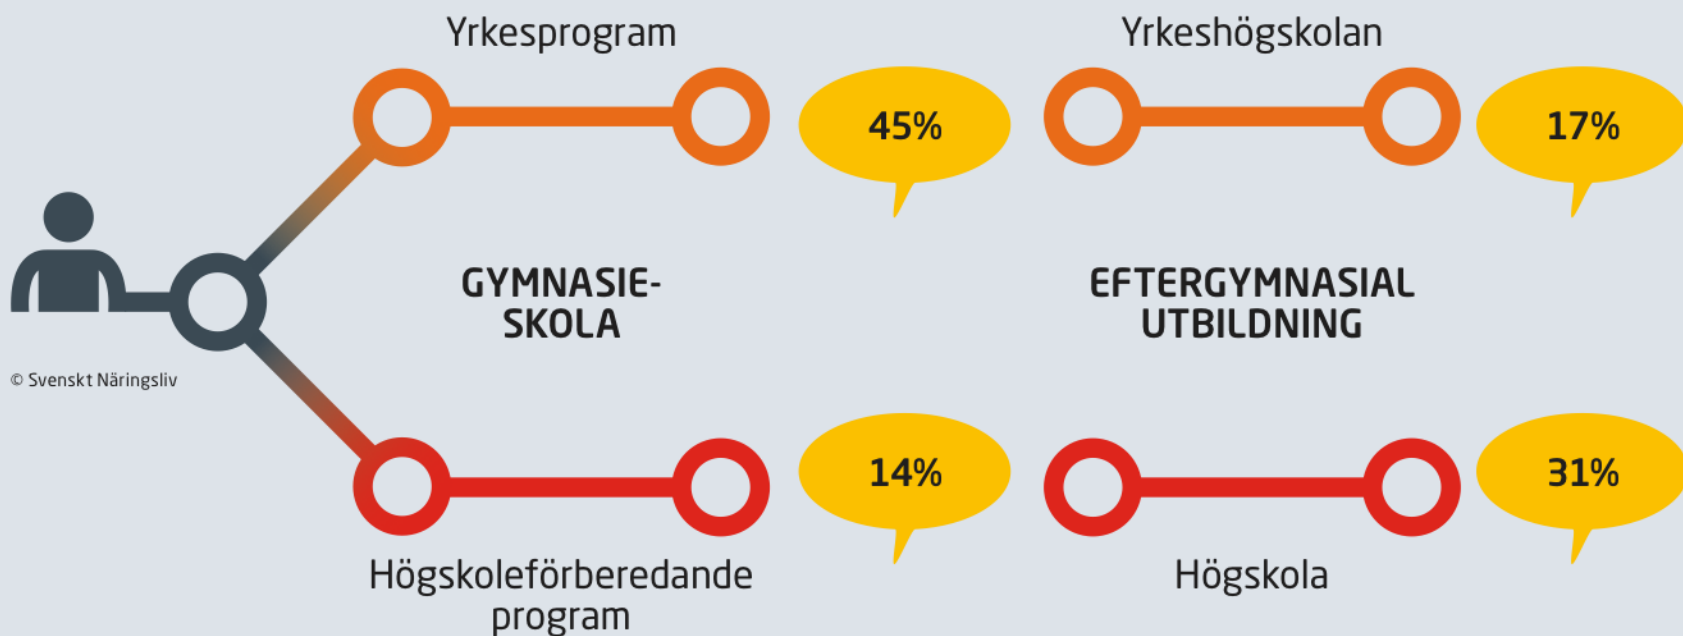 Yrkesprogram
Yrkeshögskolan
45%
17%
GYMNASIE-
SKOLA
EFTERGYMNASIAL
UTBILDNING
© Svenskt Näringsliv
14%
31%
Högskoleförberedande
program
Högskola